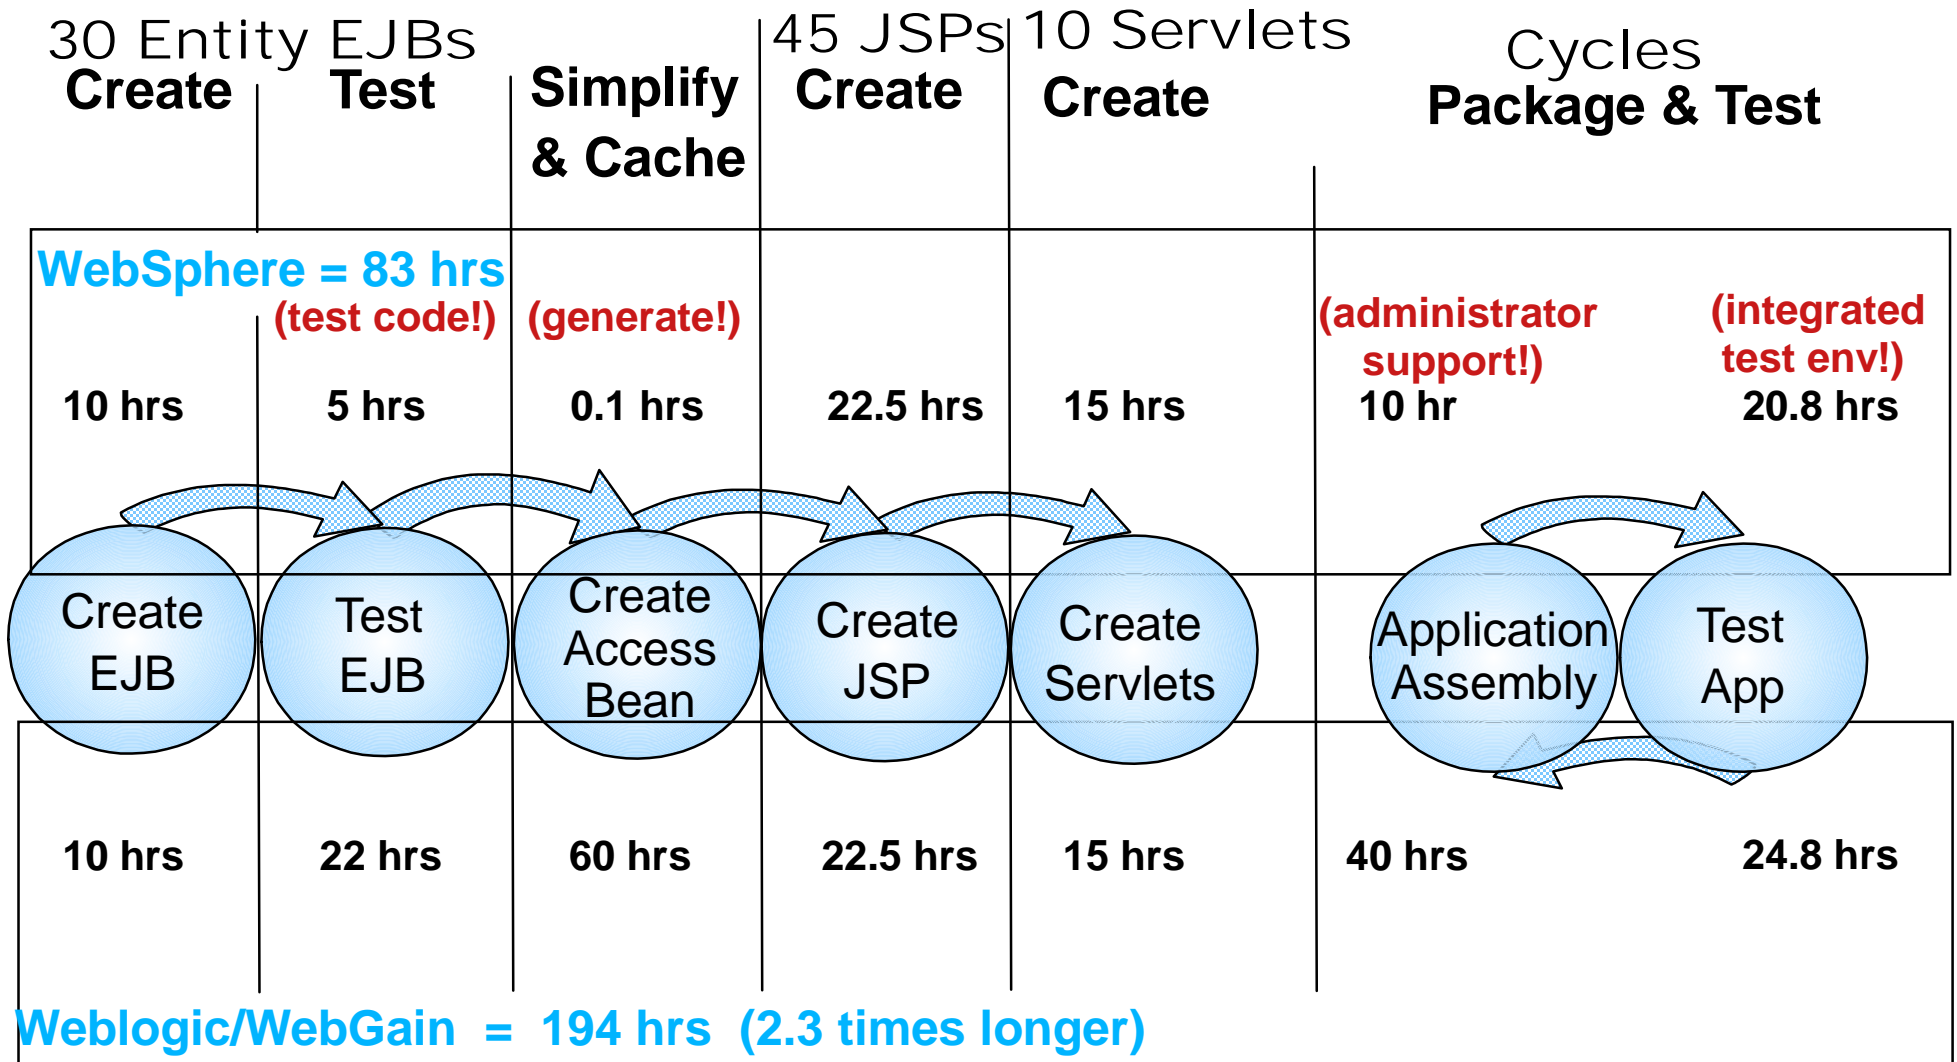 30 Entity EJBs
45 JSPs
10 Servlets
Cycles
Create
Test
Simplify
& Cache
Create
Create
Package & Test
WebSphere = 83 hrs
(test code!)
(generate!)
(administrator
support!)
(integrated
test env!)
10 hrs
5 hrs
0.1 hrs
22.5 hrs
15 hrs
10 hr
20.8 hrs
Create
EJB
Test
EJB
Create
Access
Bean
Create
JSP
Create
Servlets
Application
Assembly
Test
App
10 hrs
22 hrs
60 hrs
22.5 hrs
15 hrs
40 hrs
24.8 hrs
Weblogic/WebGain = 194 hrs (2.3 times longer)